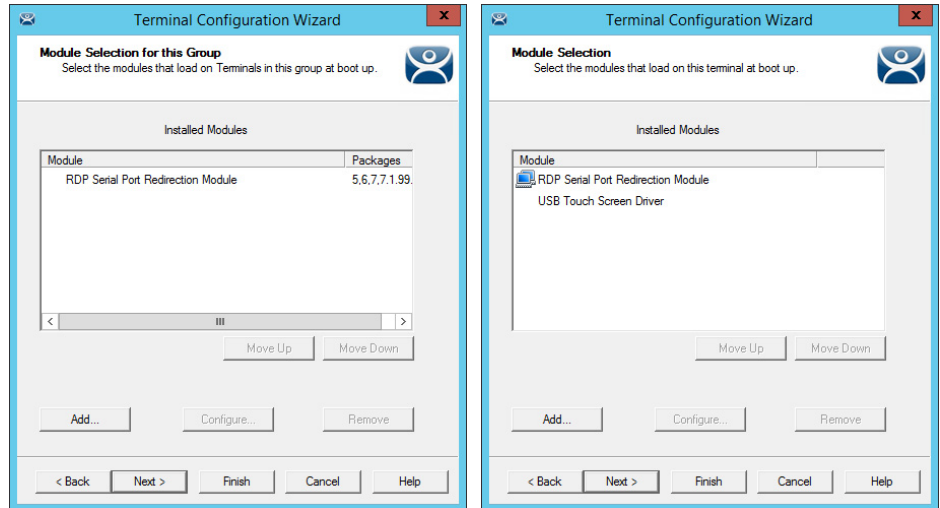 Terminal Configuration Wizard
x
Module Selection for this Group
Select the modules that load on Terminals in this group at boot up.
Installed Modules
Module Packages
RDP Serial Port Redirection Module 5,6,7,7.1.99.
Move Up Move Down
Add... Configure... Remove
< Back Next > Finish Cancel Help
Terminal Configuration Wizard
x
Module Selection
Select the modules that load on this terminal at boot up.
Installed Modules
Module
RDP Serial Port Redirection Module
USB Touch Screen Driver
Move Up Move Down
Add... Configure... Remove
< Back Next > Finish Cancel Help